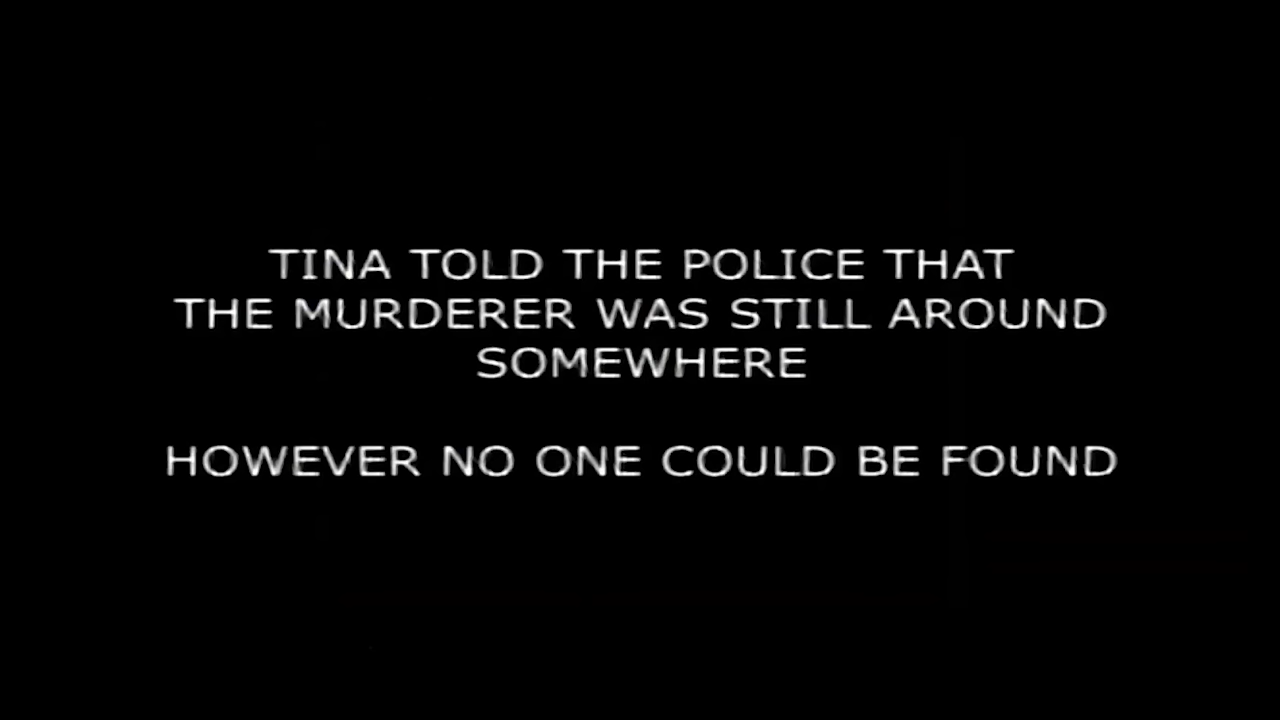 TINA TOLD THE POLICE THAT
THE MURDERER WAS STILL AROUND
SOMEWHERE
HOWEVER NO ONE COULD BE FOUND